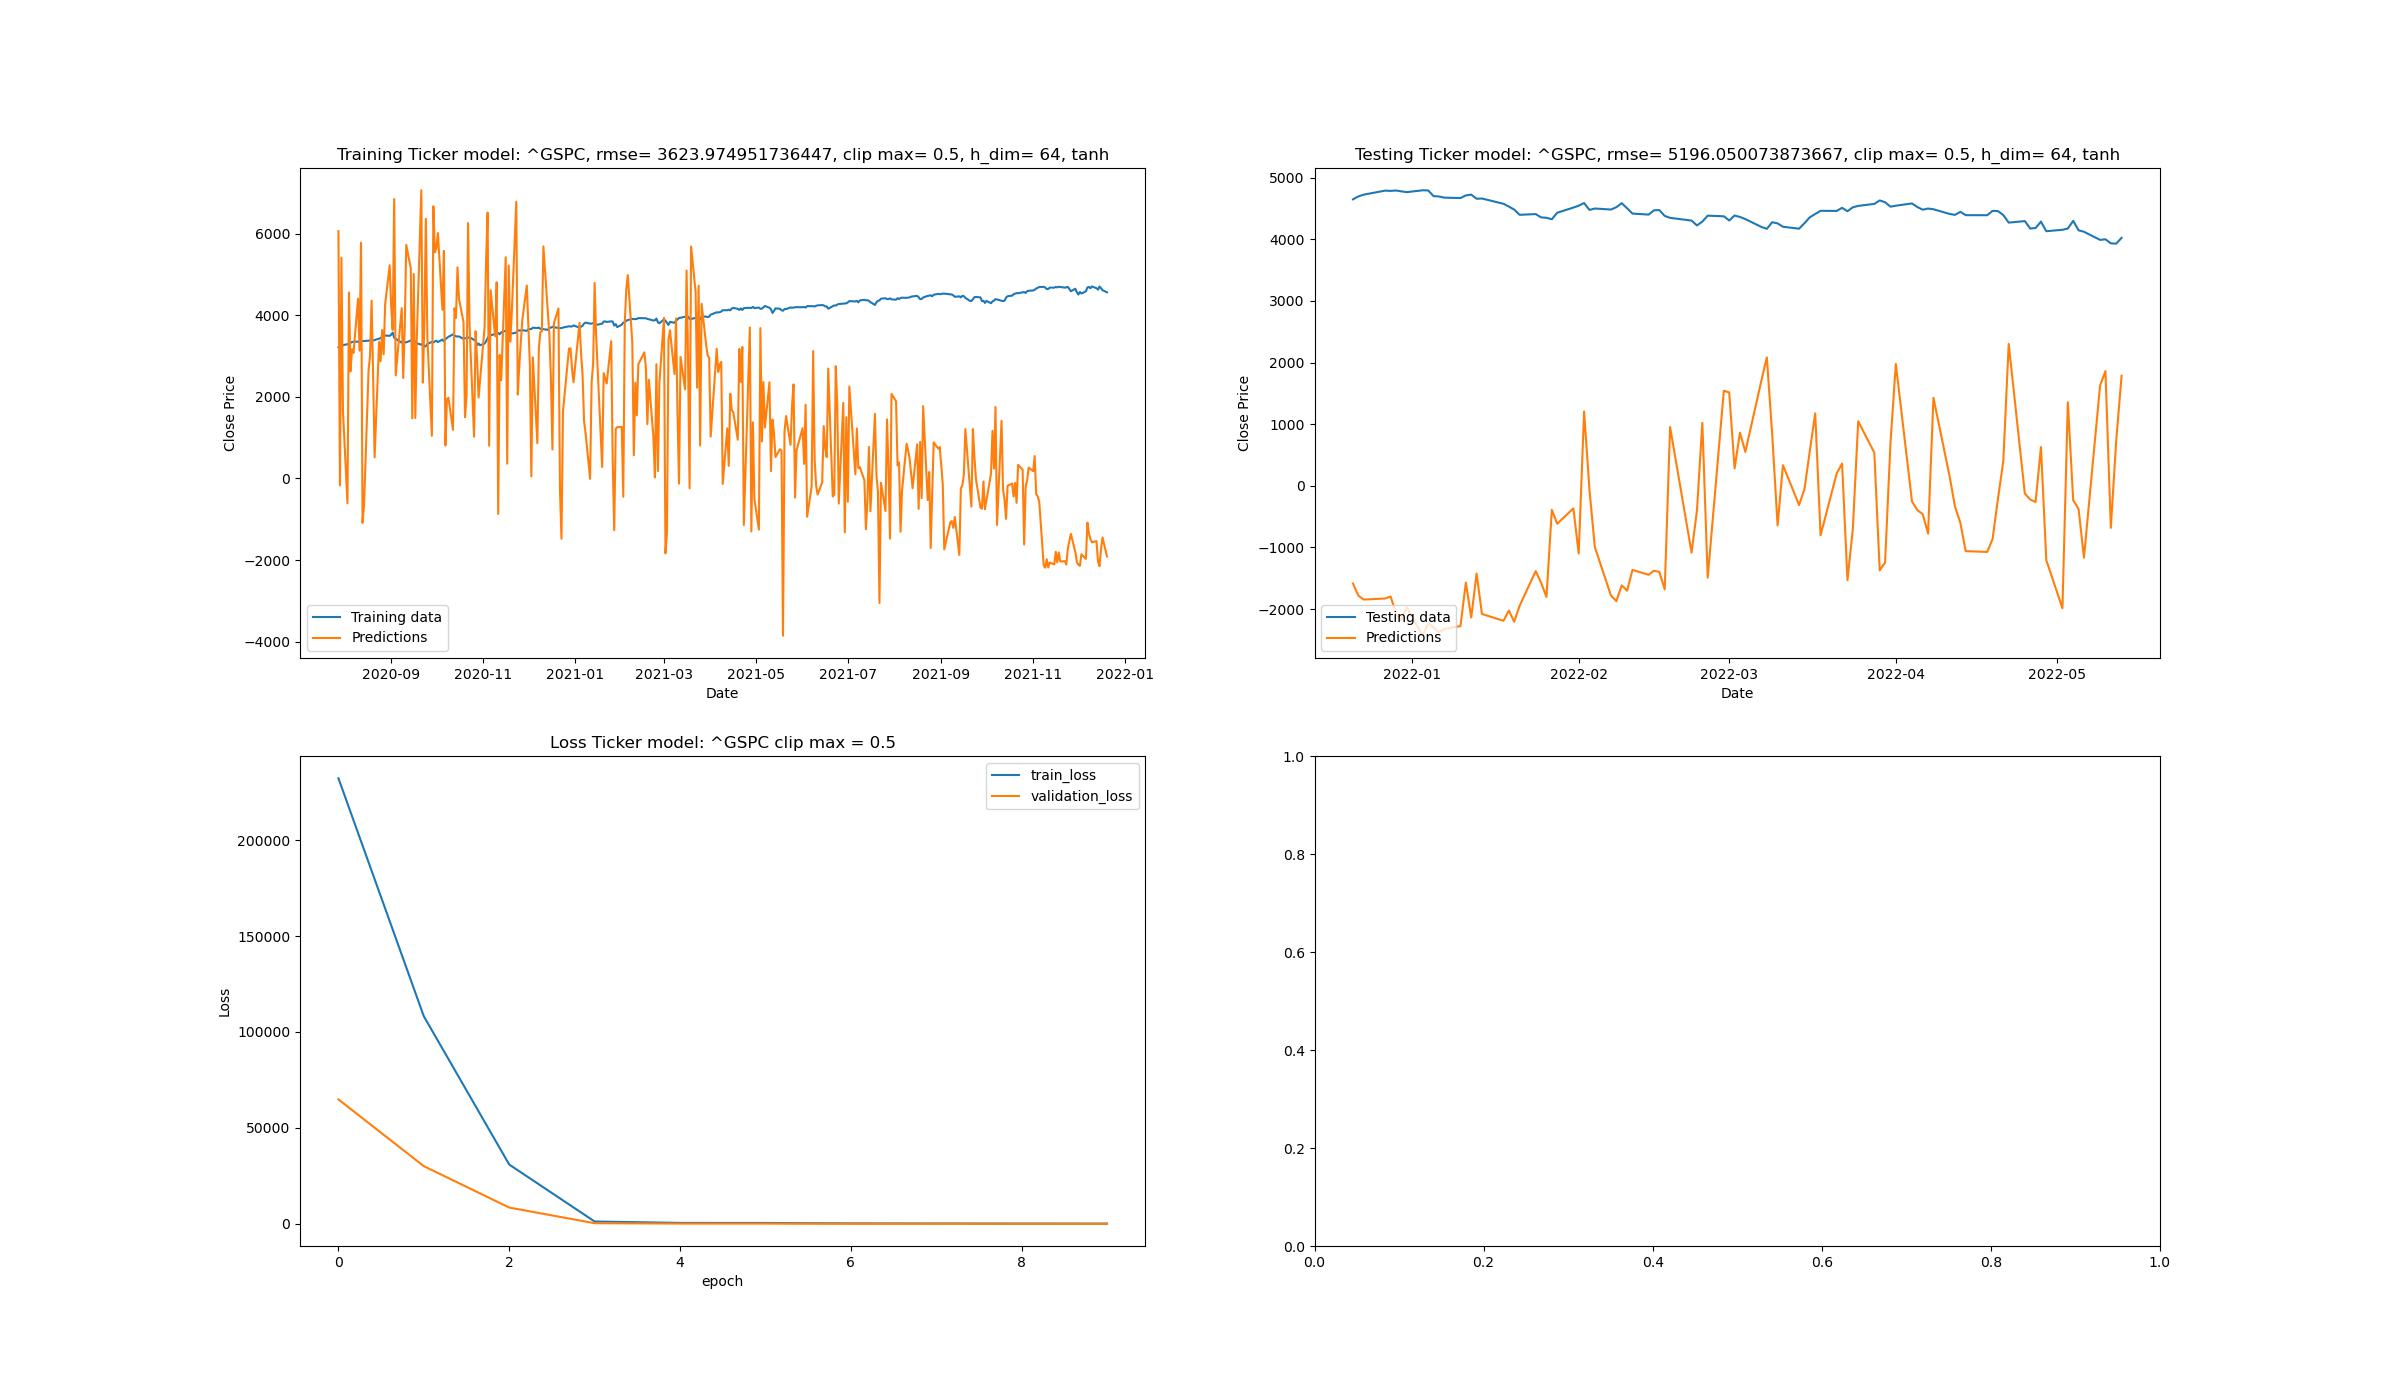 Training Ticker model: ^GSPC, rmse= 3623.974951736447, clip max= 0.5, h_dim= 64, tanh
Close Price
6000
4000
2000
0
−2000
−4000
Training data
Predictions
2020-09 2020-11 2021-01 2021-03 2021-05 2021-07 2021-09 2021-11 2022-01
Date
Testing Ticker model: ^GSPC, rmse= 5196.050073873667, clip max= 0.5, h_dim= 64, tanh
Close Price
5000
4000
3000
2000
1000
0
−1000
−2000
Testing data
Predictions
2022-01 2022-02 2022-03 2022-04 2022-05
Date
Loss Ticker model: ^GSPC clip max = 0.5
train_loss
validation_loss
Loss
200000
150000
100000
50000
0
0 2 4 6 8
epoch
1.0
0.8
0.6
0.4
0.2
0.0
0.0 0.2 0.4 0.6 0.8 1.0